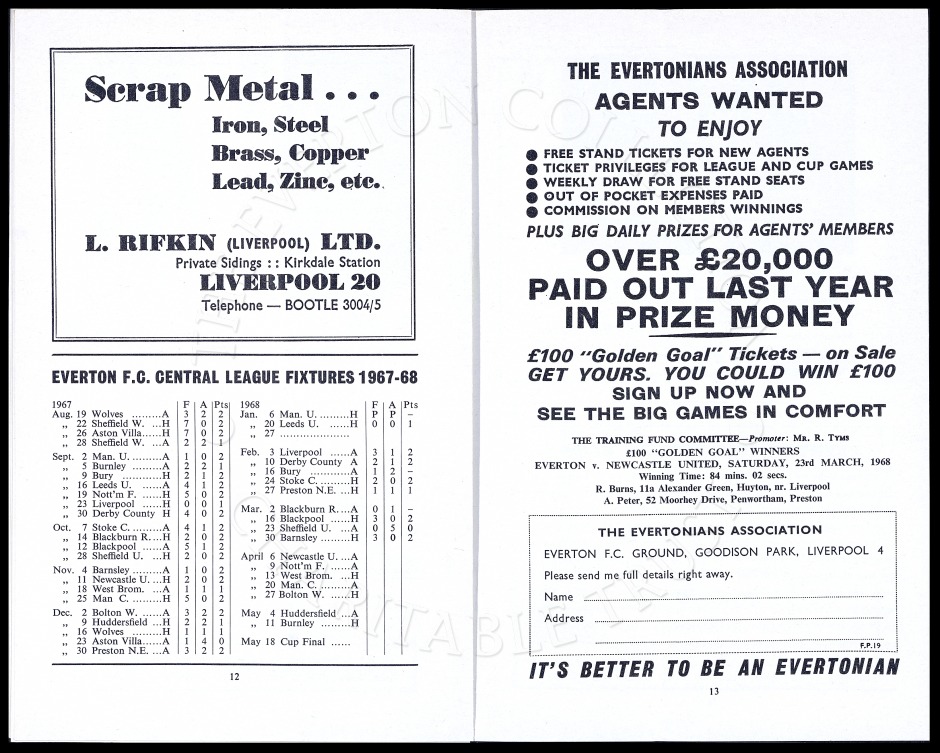 Scrap Metal . . .
Iron, Steel
Brass, Copper
Lead, Zinc, etc.
L. RIFKIN (LIVERPOOL) LTD.
Private Sidings : : Kirkdale Station
LIVERPOOL 20
Telephone — BOOTLE 3004/5
EVERTON F.C. CENTRAL LEAGUE FIXTURES 1967-68
1967 F A Pts
Aug. 19 Wolves .........A 3 2 2
,, 22 Sheffield W. ...H 7 0 2
,, 26 Aston Villa......H 7 0 2
,, 28 Sheffield W. ...A 2 2 1
Sept. 2 Man. U. .........A 1 0 2
,, 5 Burnley .........A 2 2 1
,, 9 Bury ............H 2 1 2
,, 16 Leeds U. ......A 4 1 2
,, 19 Nott'm F. ......H 5 0 2
,, 23 Liverpool ......H 0 0 1
,, 30 Derby County H 4 0 2
Oct. 7 Stoke C. .........A 4 1 2
,, 14 Blackburn R....H 2 0 2
,, 12 Blackpool ......A 5 1 2
,, 28 Sheffield U. ...H 2 0 2
Nov. 4 Barnsley .........A 1 0 2
,, 11 Newcastle U. ...H 2 0 2
,, 18 West Brom. ...A 1 1 1
,, 25 Man C. .........H 5 0 2
Dec. 2 Bolton W. ......A 3 2 2
,, 9 Huddersfield ...H 2 2 1
,, 16 Wolves .........H 1 1 1
,, 23 Aston Villa......A 1 4 0
,, 30 Preston N.E. ...A 3 2 2
1968 F A Pts
Jan. 6 Man. U. .........H P P –
,, 20 Leeds U. ......H 0 0 1
,, 27 .....................
Feb. 3 Liverpool ......A 3 1 2
,, 10 Derby County A 2 1 2
,, 16 Bury ............A 1 2 –
,, 24 Stoke C. .........H 2 0 2
,, 27 Preston N.E. ...H 1 1 1
Mar. 2 Blackburn R....A 0 1 –
,, 16 Blackpool ......H 3 0 2
,, 23 Sheffield U. ...A 0 5 0
,, 30 Barnsley .........H 3 0 2
April 6 Newcastle U. ...A
,, 9 Nott'm F. ......A
,, 13 West Brom. ...H
,, 20 Man. C. .........A
,, 27 Bolton W. ......H
May 4 Huddersfield ...A
,, 11 Burnley .........H
May 18 Cup Final ......
12
THE EVERTONIANS ASSOCIATION
AGENTS WANTED
TO ENJOY
● FREE STAND TICKETS FOR NEW AGENTS
● TICKET PRIVILEGES FOR LEAGUE AND CUP GAMES
● WEEKLY DRAW FOR FREE STAND SEATS
● OUT OF POCKET EXPENSES PAID
● COMMISSION ON MEMBERS WINNINGS
PLUS BIG DAILY PRIZES FOR AGENTS' MEMBERS
OVER £20,000
PAID OUT LAST YEAR
IN PRIZE MONEY
£100 "Golden Goal" Tickets — on Sale
GET YOURS. YOU COULD WIN £100
SIGN UP NOW AND
SEE THE BIG GAMES IN COMFORT
THE TRAINING FUND COMMITTEE—Promoter: MR. R. TYMS
£100 "GOLDEN GOAL" WINNERS
EVERTON v. NEWCASTLE UNITED, SATURDAY, 23rd MARCH, 1968
Winning Time: 84 mins. 02 secs.
R. Burns, 11a Alexander Green, Huyton, nr. Liverpool
A. Peter, 52 Moorhey Drive, Penwortham, Preston
THE EVERTONIANS ASSOCIATION
EVERTON F.C. GROUND, GOODISON PARK, LIVERPOOL 4
Please send me full details right away.
Name
Address
F.P.19
IT'S BETTER TO BE AN EVERTONIAN
13